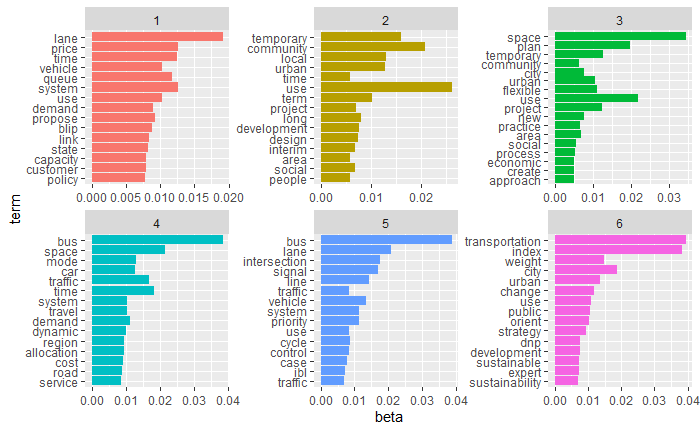 1
lane
price
time
vehicle
queue
system
use
demand
propose
blip
link
state
capacity
customer
policy
0.000 0.005 0.010 0.015 0.020
2
temporary
community
local
urban
time
use
term
project
long
development
design
interim
area
social
people
0.00 0.01 0.02
3
space
plan
temporary
community
city
urban
flexible
use
project
new
practice
area
social
process
economic
create
approach
0.00 0.01 0.02 0.03
term
4
bus
space
mode
car
traffic
time
system
travel
demand
dynamic
region
allocation
cost
road
service
0.00 0.01 0.02 0.03 0.04
5
bus
lane
intersection
signal
line
traffic
vehicle
system
priority
use
cycle
control
case
ibl
traffic
0.00 0.01 0.02 0.03 0.04
6
transportation
index
weight
city
urban
change
use
public
orient
strategy
dnp
development
sustainable
expert
sustainability
0.00 0.01 0.02 0.03 0.04
beta